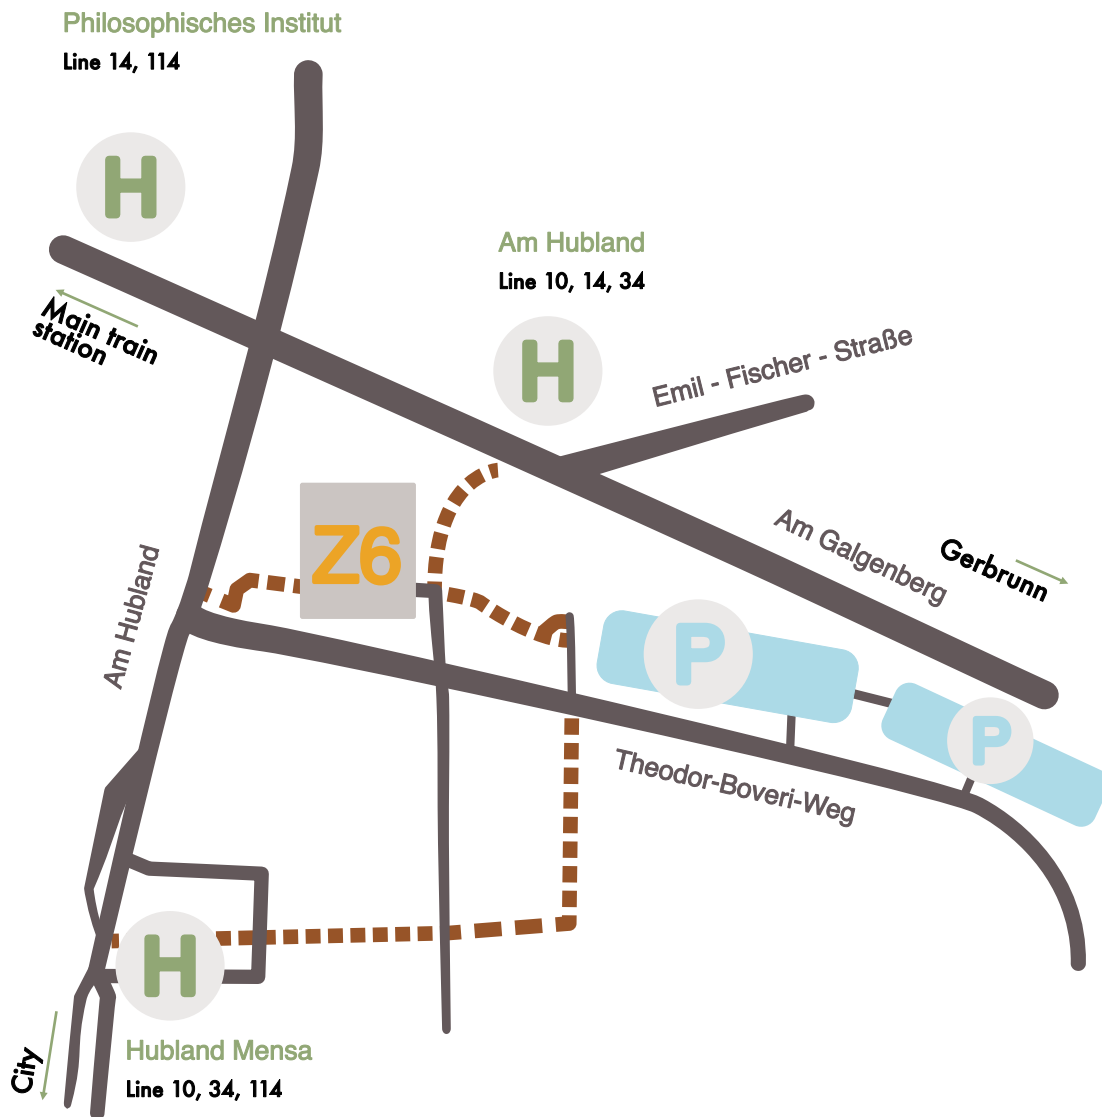 Philosophisches Institut
Line 14, 114
H
Am Hubland
Line 10, 14, 34
H
Main train
station
Emil - Fischer - Straße
Am Galgenberg
Gerbrunn
Z6
Am Hubland
P
P
Theodor-Boveri-Weg
H
Hubland Mensa
Line 10, 34, 114
City